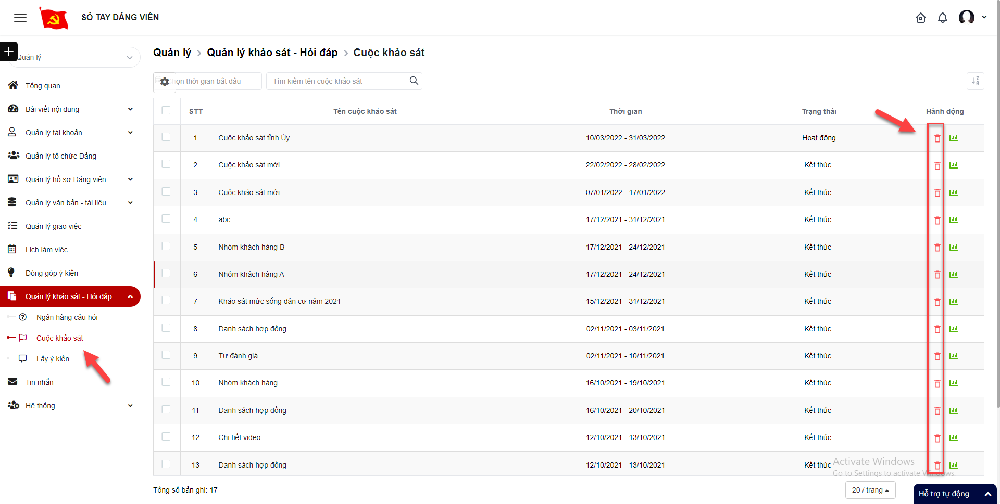 SỔ TAY ĐẢNG VIÊN
Quản lý
Tổng quan
Bài viết nội dung
Quản lý tài khoản
Quản lý tổ chức Đảng
Quản lý hồ sơ Đảng viên
Quản lý văn bản - tài liệu
Quản lý giao việc
Lịch làm việc
Đóng góp ý kiến
Quản lý khảo sát - Hỏi đáp
Ngân hàng câu hỏi
Cuộc khảo sát
Lấy ý kiến
Tin nhắn
Hệ thống
Quản lý > Quản lý khảo sát - Hỏi đáp > Cuộc khảo sát
thời gian bắt đầu Tìm kiếm tên cuộc khảo sát
STT Tên cuộc khảo sát Thời gian Trạng thái Hành động
1 Cuộc khảo sát tỉnh Ủy 10/03/2022 - 31/03/2022 Hoạt động
2 Cuộc khảo sát mới 22/02/2022 - 28/02/2022 Kết thúc
3 Cuộc khảo sát mới 07/01/2022 - 17/01/2022 Kết thúc
4 abc 17/12/2021 - 31/12/2021 Kết thúc
5 Nhóm khách hàng B 17/12/2021 - 24/12/2021 Kết thúc
6 Nhóm khách hàng A 17/12/2021 - 24/12/2021 Kết thúc
7 Khảo sát mức sống dân cư năm 2021 15/12/2021 - 31/12/2021 Kết thúc
8 Danh sách hợp đồng 02/11/2021 - 03/11/2021 Kết thúc
9 Tự đánh giá 02/11/2021 - 10/11/2021 Kết thúc
10 Nhóm khách hàng 16/10/2021 - 19/10/2021 Kết thúc
11 Danh sách hợp đồng 16/10/2021 - 20/10/2021 Kết thúc
12 Chi tiết video 12/10/2021 - 13/10/2021 Kết thúc
13 Danh sách hợp đồng 12/10/2021 - 13/10/2021 Kết thúc
Activate Windows
Go to Settings to activate Windows.
Tổng số bản ghi: 17
20 / trang
Hỗ trợ tự động